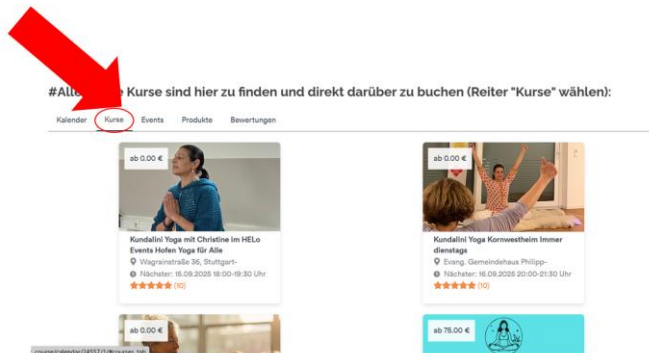 #Alle Kurse sind hier zu finden und direkt darüber zu buchen (Reiter "Kurse" wählen):
Kalender Kurse Events Produkte Bewertungen
ab 0.00 €
Kundalini Yoga mit Christine im HELo
Events Hofen Yoga für Alle
Wagrainstraße 36, Stuttgart-
Nächster: 16.09.2025 18:00-19:30 Uhr
(10)
ab 0.00 €
Kundalini Yoga Kornwestheim Immer
dienstags
Evang. Gemeindehaus Philipp-
Nächster: 16.09.2025 20:00-21:30 Uhr
(10)
ab 0.00 €
ab 75.00 €